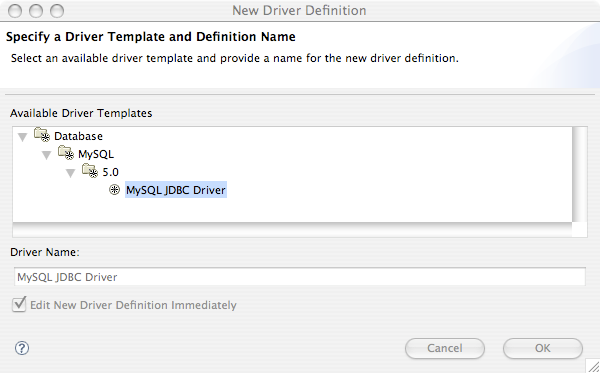 New Driver Definition
Specify a Driver Template and Definition Name
Select an available driver template and provide a name for the new driver definition.
Available Driver Templates
Database
MySQL
5.0
MySQL JDBC Driver
Driver Name:
MySQL JDBC Driver
Edit New Driver Definition Immediately
?
Cancel
OK